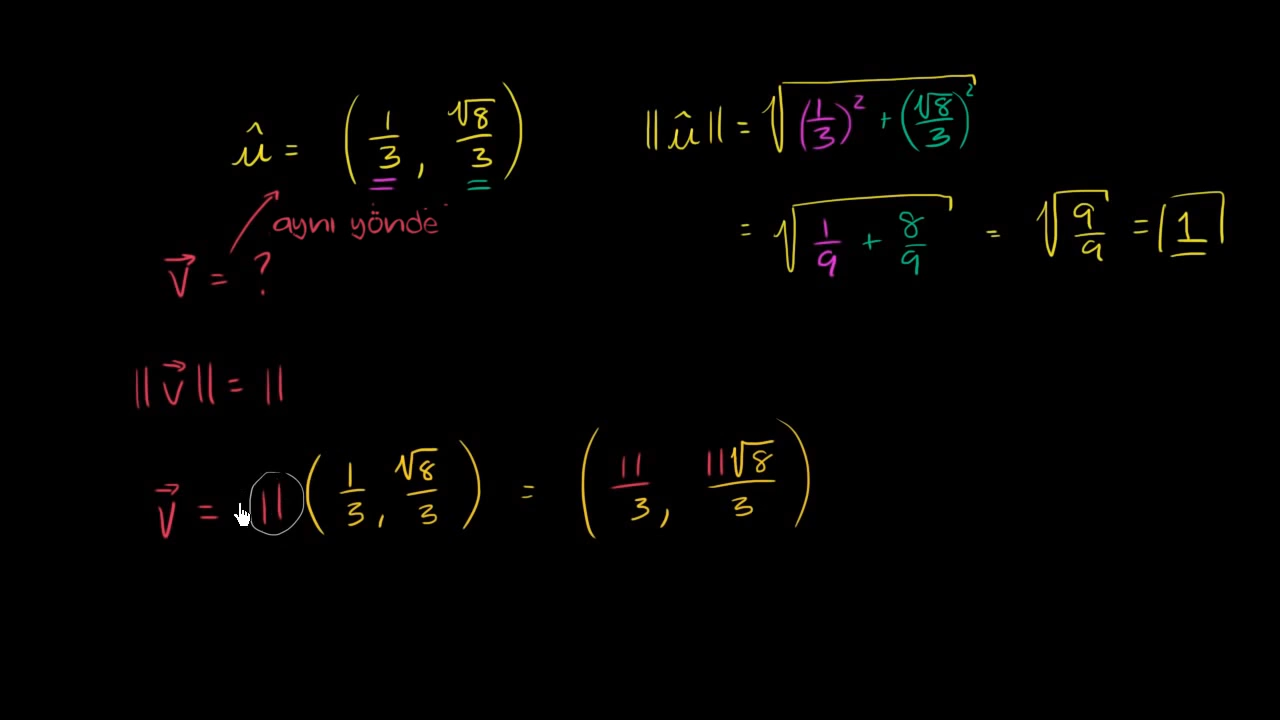 û = (1/3, √8/3)
||û|| = √((1/3)² + (√8/3)²)
= √(1/9 + 8/9) = √(9/9) = 1
aynı yönde
v⃗ = ?
||v⃗|| = 11
v⃗ = 11(1/3, √8/3) = (11/3, 11√8/3)